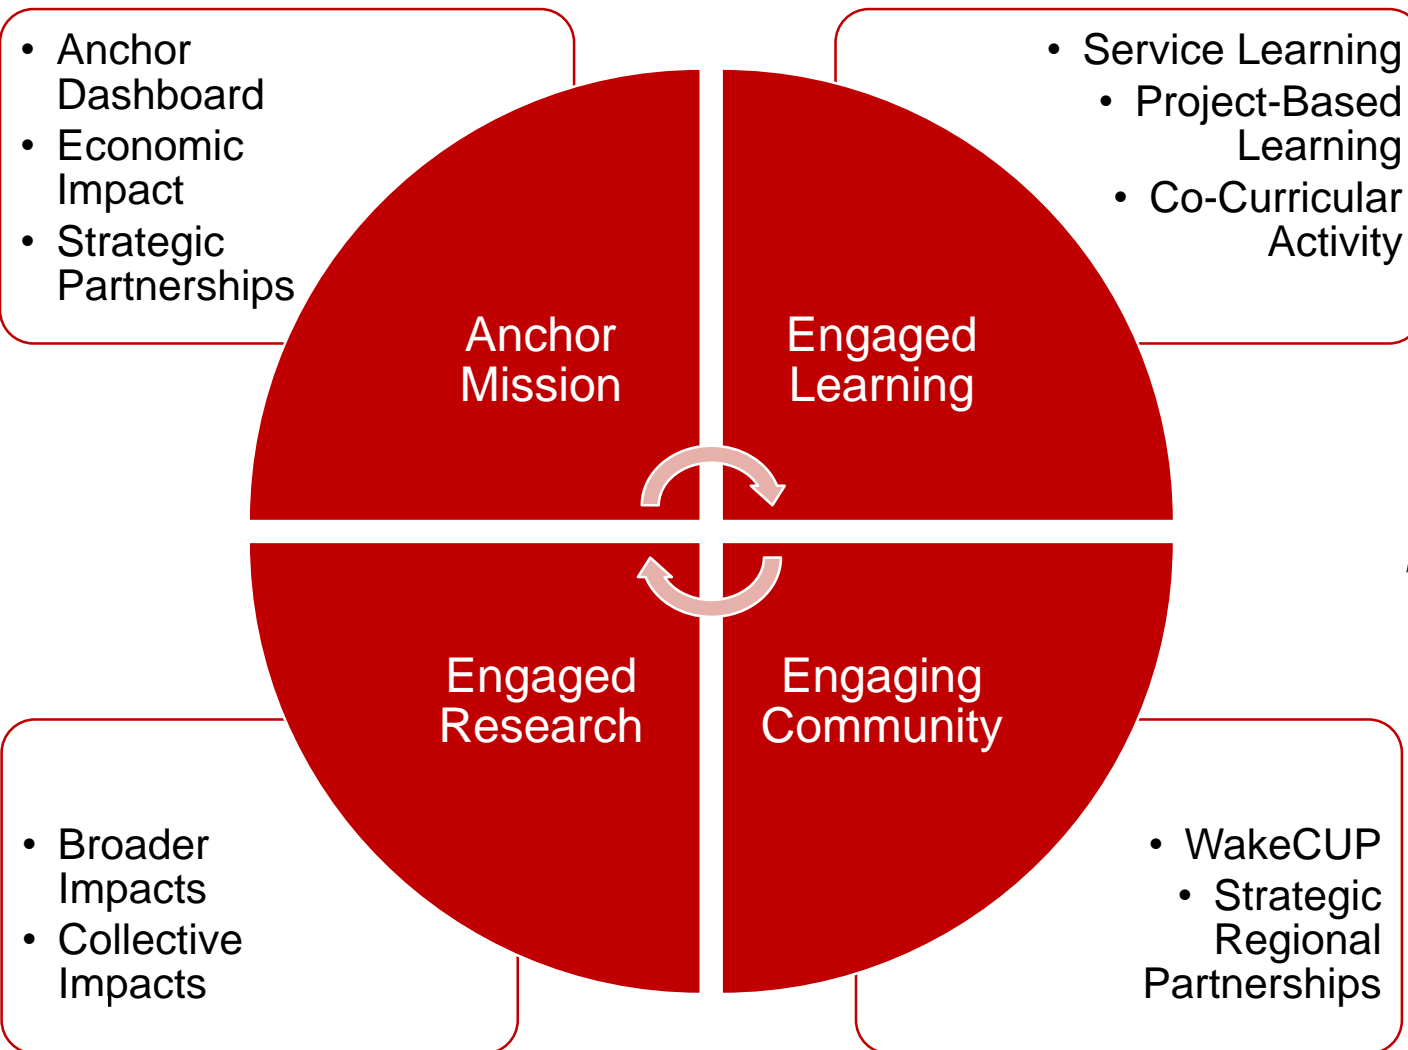 • Anchor
Dashboard
• Economic
Impact
• Strategic
Partnerships
• Service Learning
• Project-Based
Learning
• Co-Curricular
Activity
Anchor
Mission
Engaged
Learning
Engaged
Research
Engaging
Community
• Broader
Impacts
• Collective
Impacts
• WakeCUP
• Strategic
Regional
Partnerships